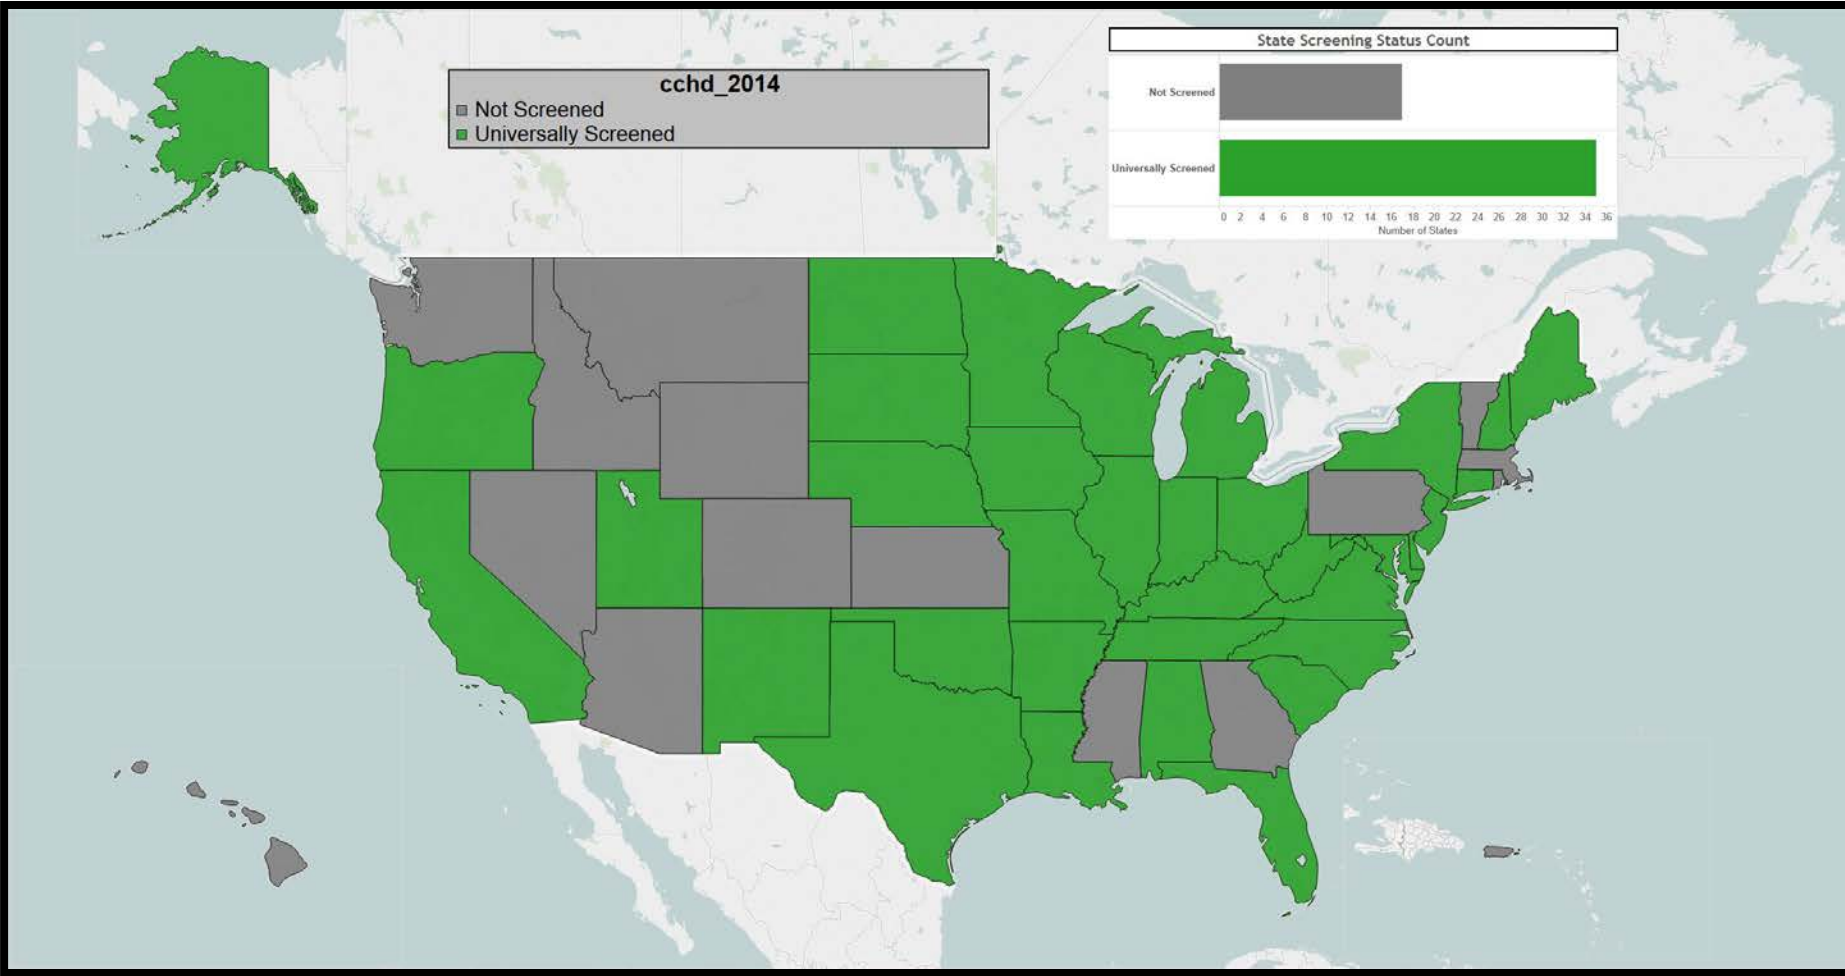 cchd_2014
Not Screened
Universally Screened
State Screening Status Count
Not Screened
Universally Screened
0 2 4 6 8 10 12 14 16 18 20 22 24 26 28 30 32 34 36
Number of States